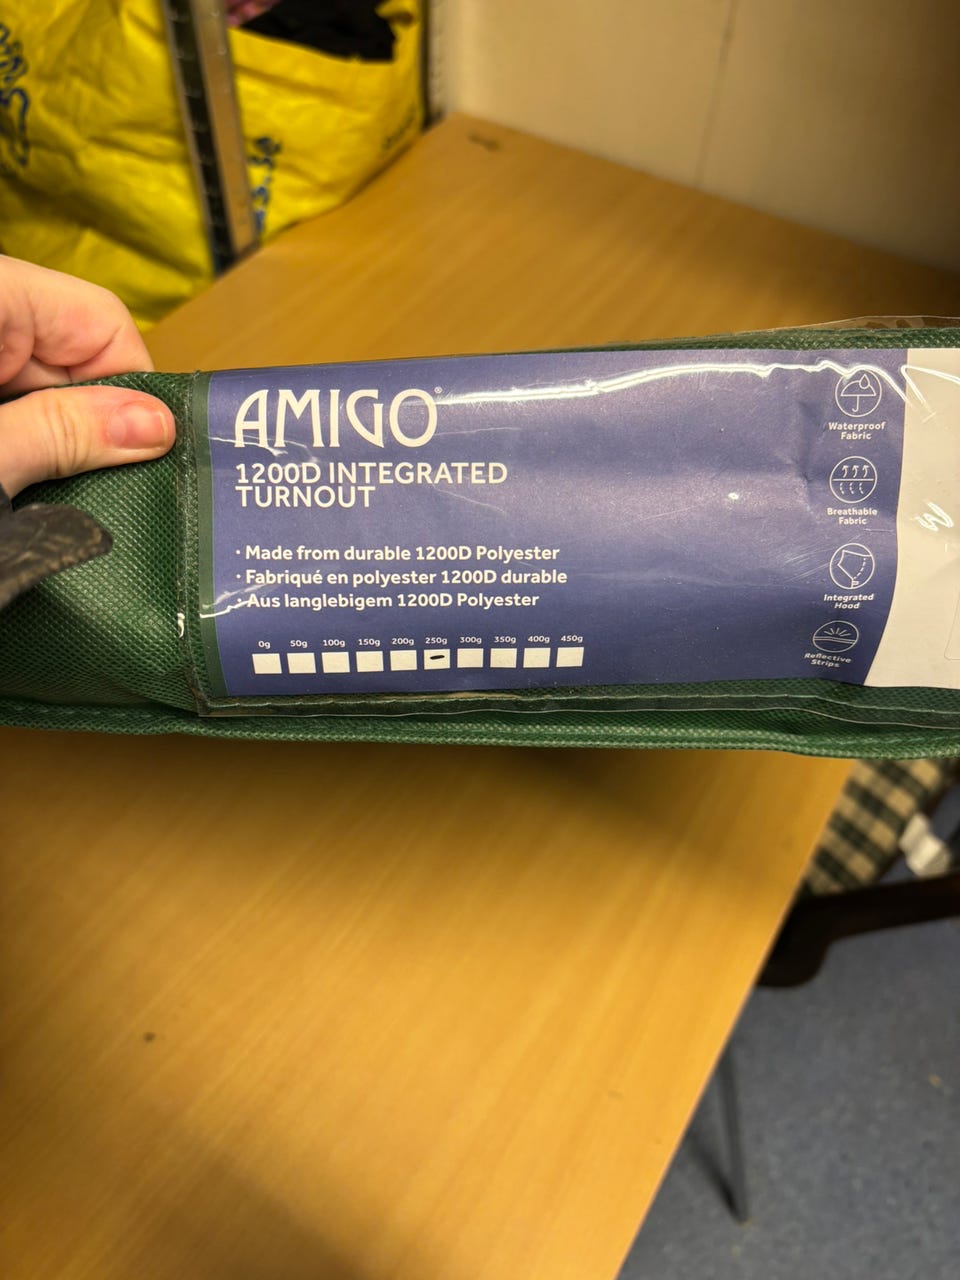 AMIGO®
1200D INTEGRATED
TURNOUT
· Made from durable 1200D Polyester
· Fabriqué en polyester 1200D durable
· Aus langlebigem 1200D Polyester
0g 50g 100g 150g 200g 250g 300g 350g 400g 450g
Waterproof
Fabric
Breathable
Fabric
Integrated
Hood
Reflective
Strips